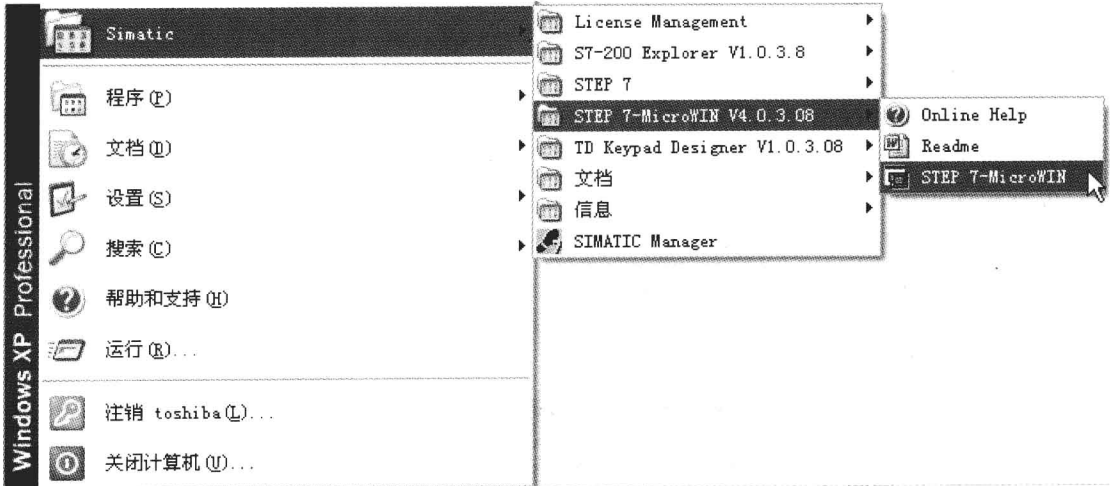 Simatic
程序(P)
文档(D)
设置(S)
搜索(C)
帮助和支持(H)
运行(R)...
注销 toshiba(L)...
关闭计算机(U)...
Windows XP Professional
License Management
S7-200 Explorer V1.0.3.8
STEP 7
STEP 7-MicroWIN V4.0.3.08
TD Keypad Designer V1.0.3.08
文档
信息
SIMATIC Manager
Online Help
Readme
STEP 7-MicroWIN